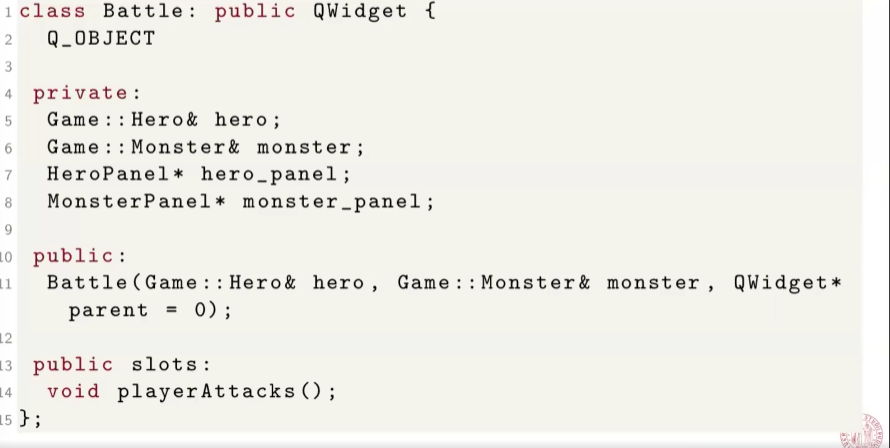 1 class Battle: public QWidget {
2 Q_OBJECT
3
4 private:
5 Game::Hero& hero;
6 Game::Monster& monster;
7 HeroPanel* hero_panel;
8 MonsterPanel* monster_panel;
9
10 public:
11 Battle(Game::Hero& hero, Game::Monster& monster, QWidget*
parent = 0);
12
13 public slots:
14 void playerAttacks();
15 };